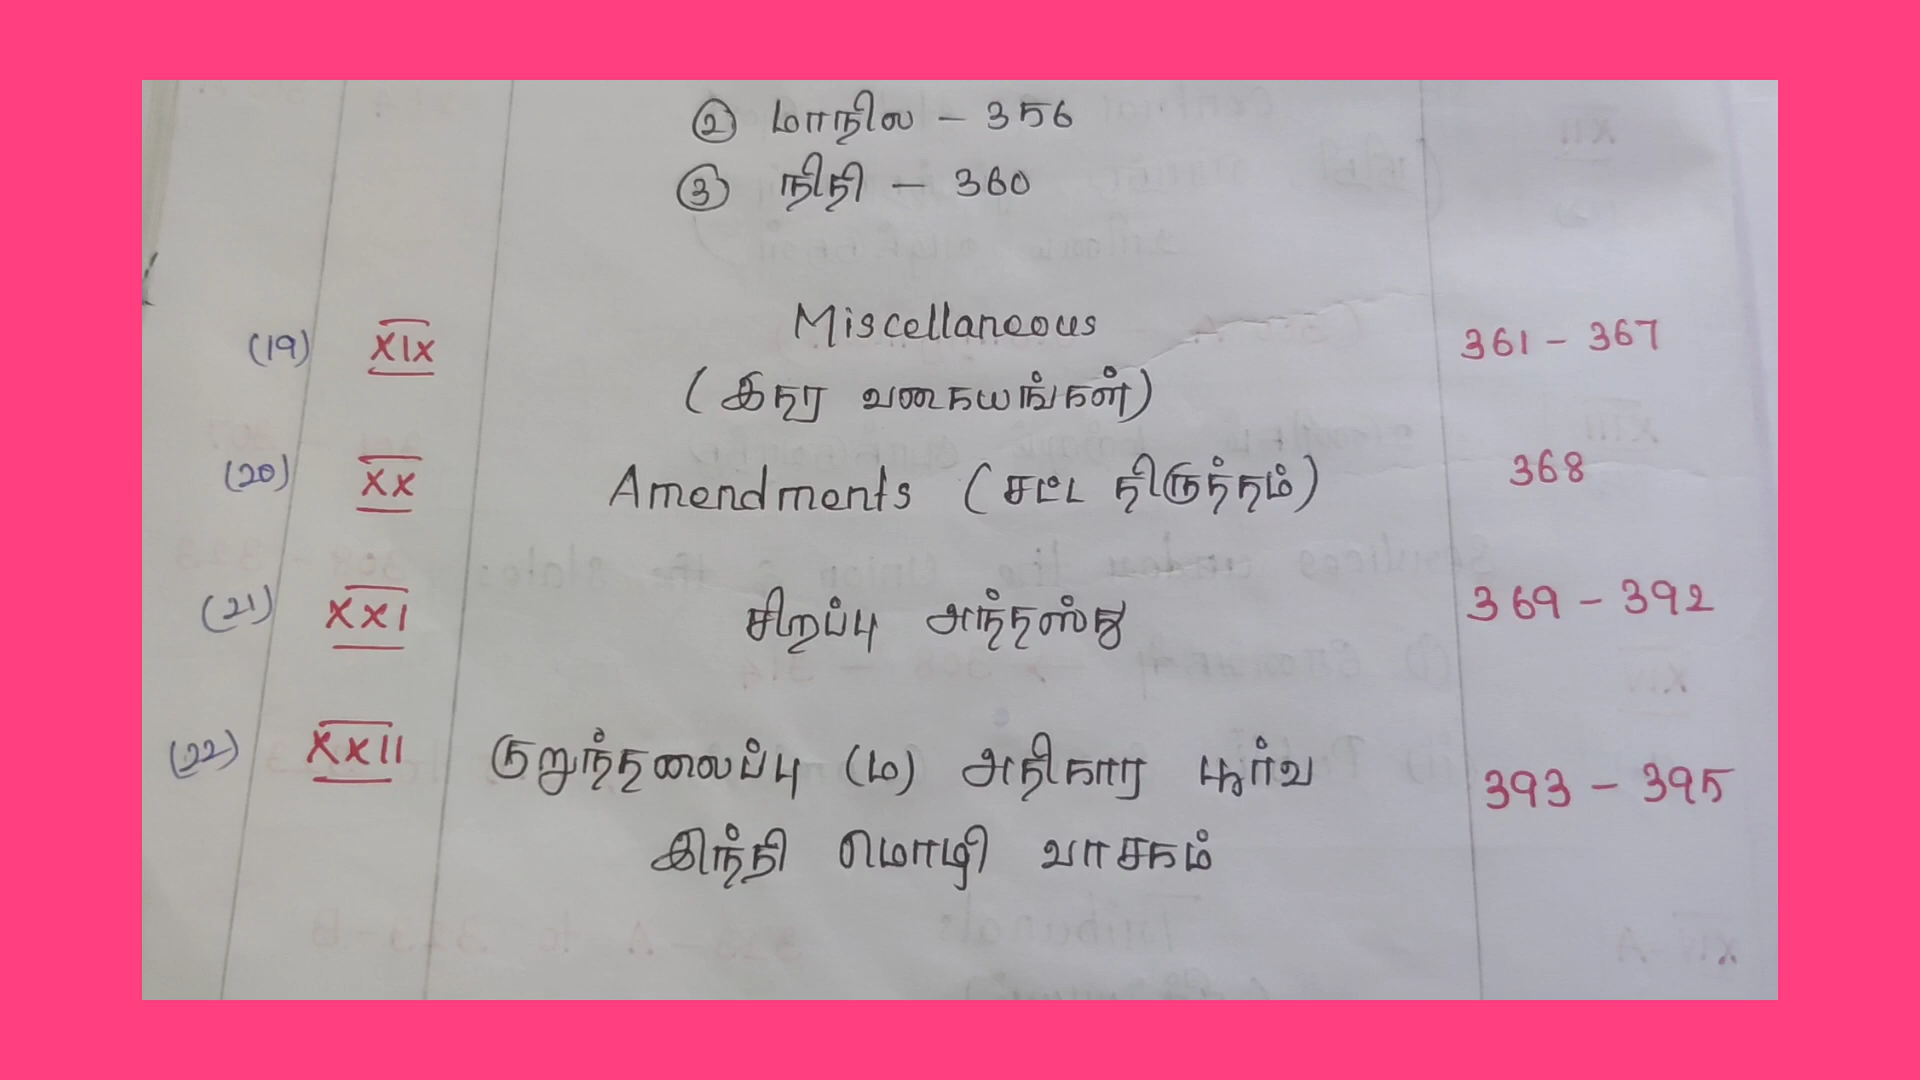 ② மாநில – 356
③ நிதி – 360
(19) XIX Miscellaneous 361 – 367
(இதர வகையங்கள்)
(20) XX Amendments (சட்ட திருத்தம்) 368
(21) XXI சிறப்பு அந்தஸ்து 369 – 392
(22) XXII குறுந்தலைப்பு (ம) அதிகார பூர்வ 393 – 395
இந்தி மொழி வாசகம்